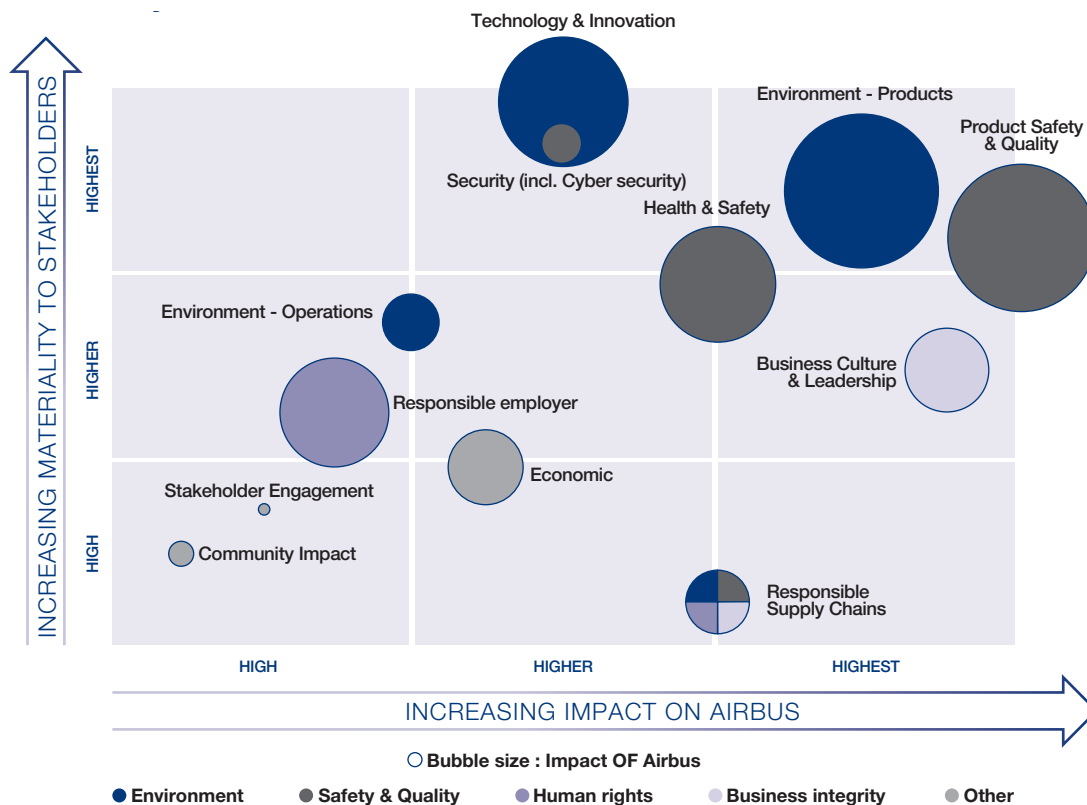 Technology & Innovation
Environment - Products
Product Safety
& Quality
Security (incl. Cyber security)
Health & Safety
Environment - Operations
Business Culture
& Leadership
Responsible employer
Economic
Stakeholder Engagement
Community Impact
Responsible
Supply Chains
INCREASING MATERIALITY TO STAKEHOLDERS
HIGHEST
HIGHER
HIGH
HIGH HIGHER HIGHEST
INCREASING IMPACT ON AIRBUS
Bubble size : Impact OF Airbus
Environment Safety & Quality Human rights Business integrity Other